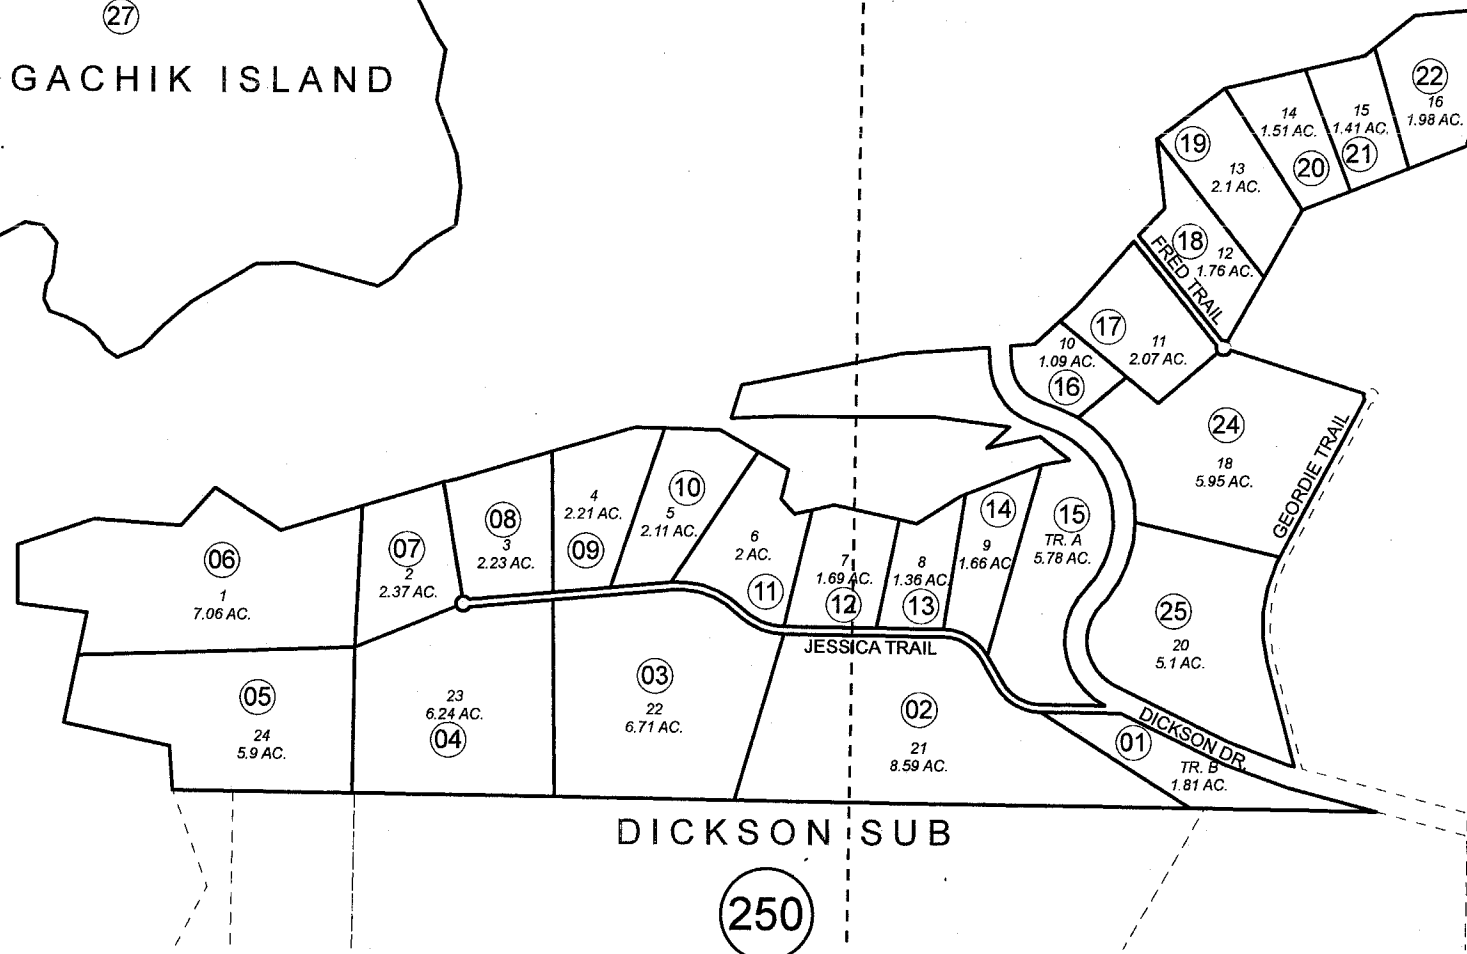 27
GACHIK ISLAND
22
16
1.98 AC.
14
1.51 AC.
15
1.41 AC.
19
20
21
13
2.1 AC.
18
12
1.76 AC.
FRED TRAIL
17
11
2.07 AC.
10
1.09 AC.
16
24
18
5.95 AC.
GEORDIE TRAIL
06
1
7.06 AC.
07
2
2.37 AC.
08
3
2.23 AC.
4
2.21 AC.
09
10
5
2.11 AC.
6
2 AC.
11
7
1.69 AC.
12
8
1.36 AC.
13
14
9
1.66 AC.
15
TR. A
5.78 AC.
25
20
5.1 AC.
JESSICA TRAIL
05
24
5.9 AC.
23
6.24 AC.
04
03
22
6.71 AC.
02
21
8.59 AC.
DICKSON DR.
01
TR. B
1.81 AC.
DICKSON SUB
250